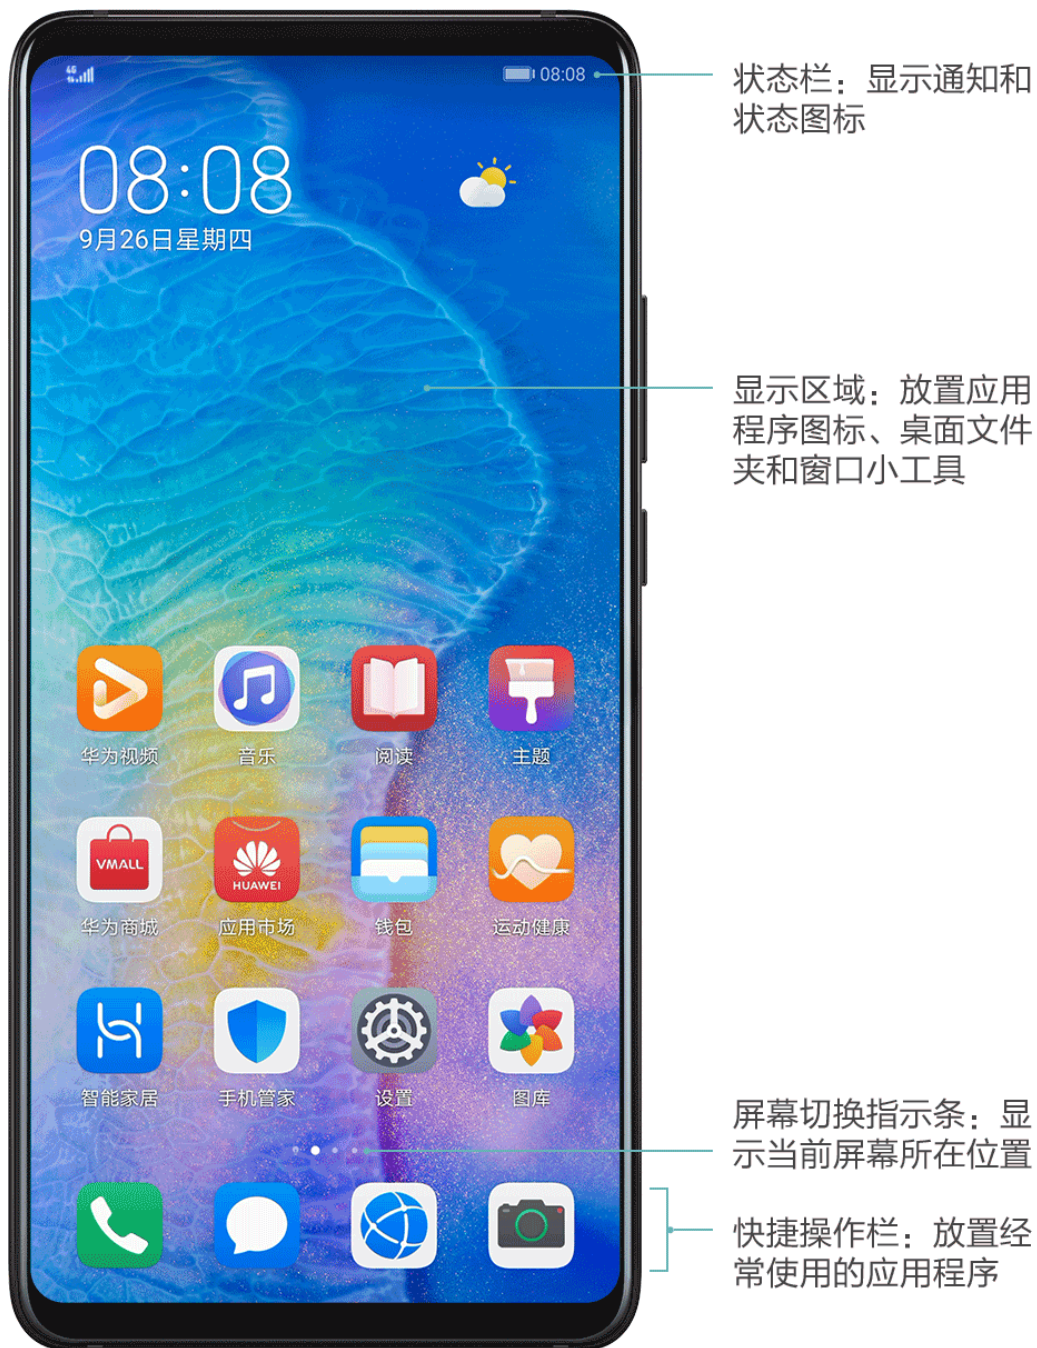 4G
08:08
状态栏：显示通知和
状态图标
08:08
9月26日星期四
显示区域：放置应用
程序图标、桌面文件
夹和窗口小工具
华为视频
音乐
阅读
主题
VMALL
HUAWEI
华为商城
应用市场
钱包
运动健康
智能家居
手机管家
设置
图库
屏幕切换指示条：显
示当前屏幕所在位置
快捷操作栏：放置经
常使用的应用程序